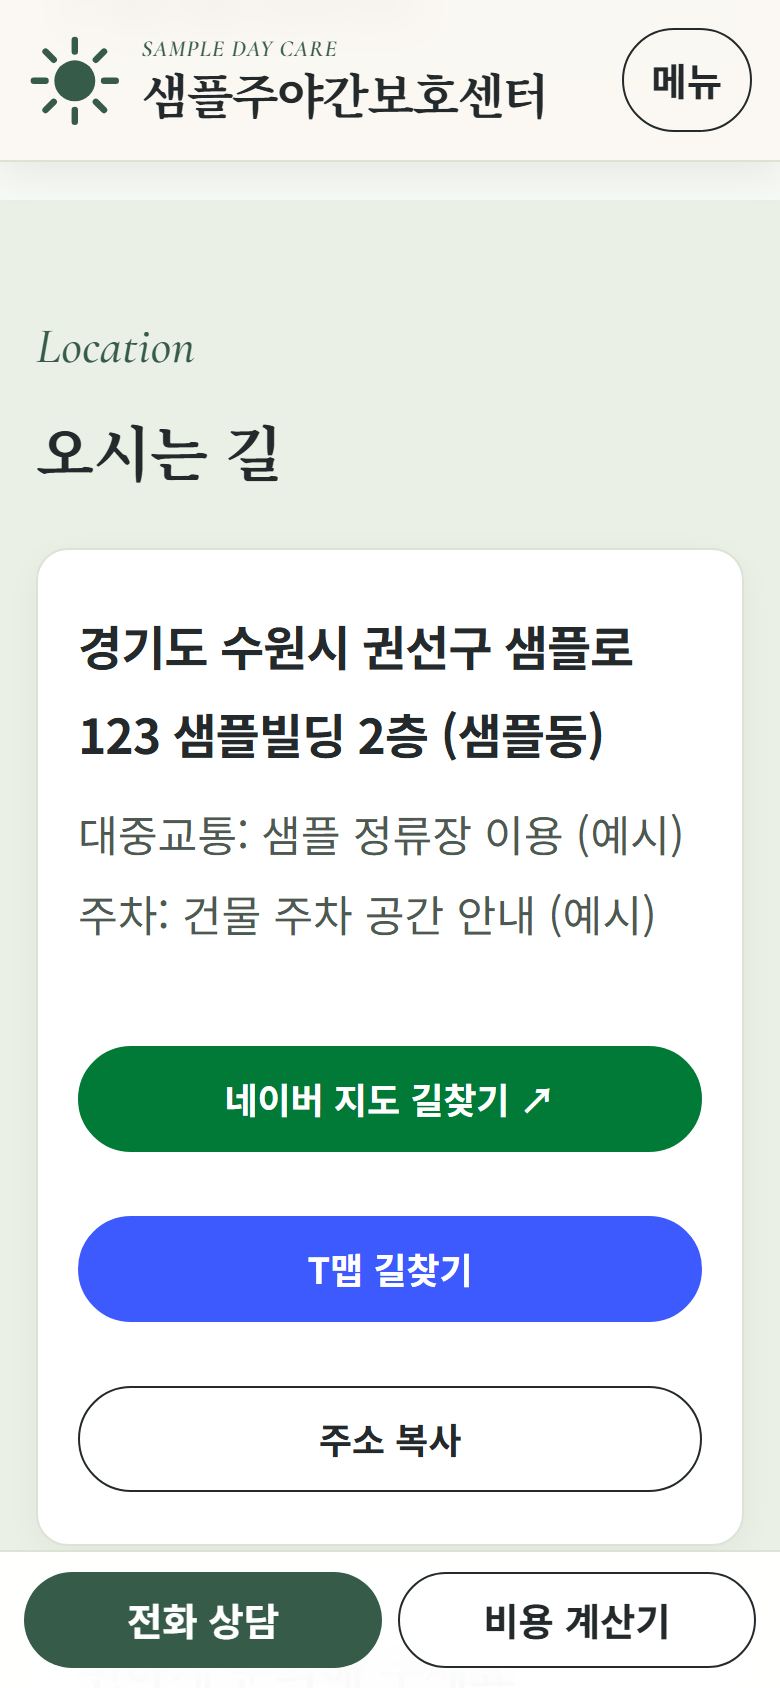 SAMPLE DAY CARE
샘플주야간보호센터
메뉴
Location
오시는 길
경기도 수원시 권선구 샘플로
123 샘플빌딩 2층 (샘플동)
대중교통: 샘플 정류장 이용 (예시)
주차: 건물 주차 공간 안내 (예시)
네이버 지도 길찾기 ↗
T맵 길찾기
주소 복사
전화 상담
비용 계산기